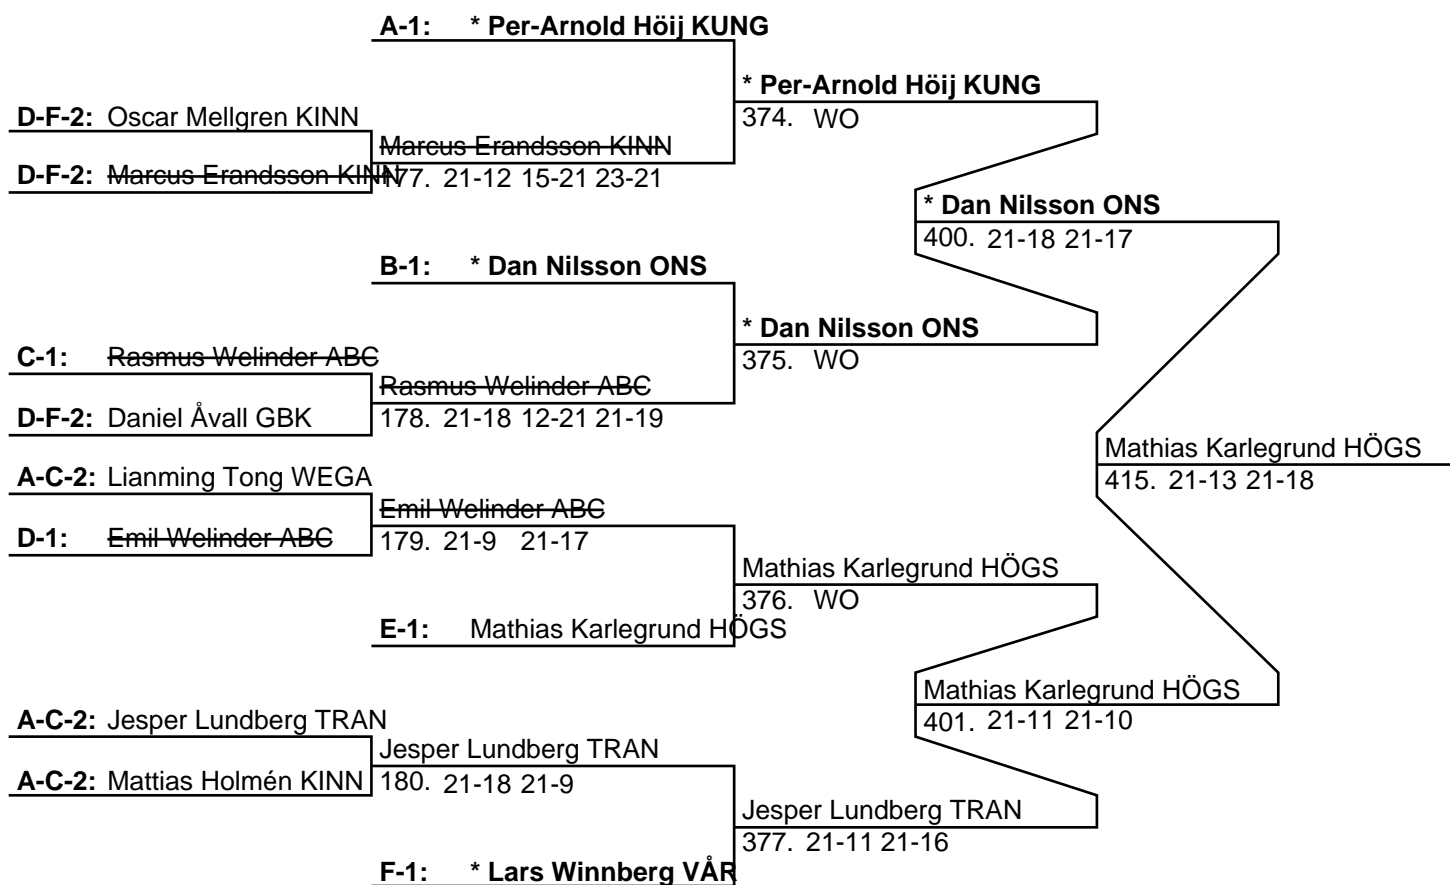 A-1: * Per-Arnold Höij KUNG
* Per-Arnold Höij KUNG
374. WO
D-F-2: Oscar Mellgren KINN
Marcus Erandsson KINN
D-F-2: Marcus Erandsson KINN
177. 21-12 15-21 23-21
* Dan Nilsson ONS
400. 21-18 21-17
B-1: * Dan Nilsson ONS
* Dan Nilsson ONS
375. WO
C-1: Rasmus Welinder ABC
Rasmus Welinder ABC
D-F-2: Daniel Åvall GBK
178. 21-18 12-21 21-19
Mathias Karlegrund HÖGS
415. 21-13 21-18
A-C-2: Lianming Tong WEGA
Emil Welinder ABC
D-1: Emil Welinder ABC
179. 21-9 21-17
Mathias Karlegrund HÖGS
376. WO
E-1: Mathias Karlegrund HÖGS
Mathias Karlegrund HÖGS
401. 21-11 21-10
A-C-2: Jesper Lundberg TRAN
Jesper Lundberg TRAN
A-C-2: Mattias Holmén KINN
180. 21-18 21-9
Jesper Lundberg TRAN
377. 21-11 21-16
F-1: * Lars Winnberg VÅR